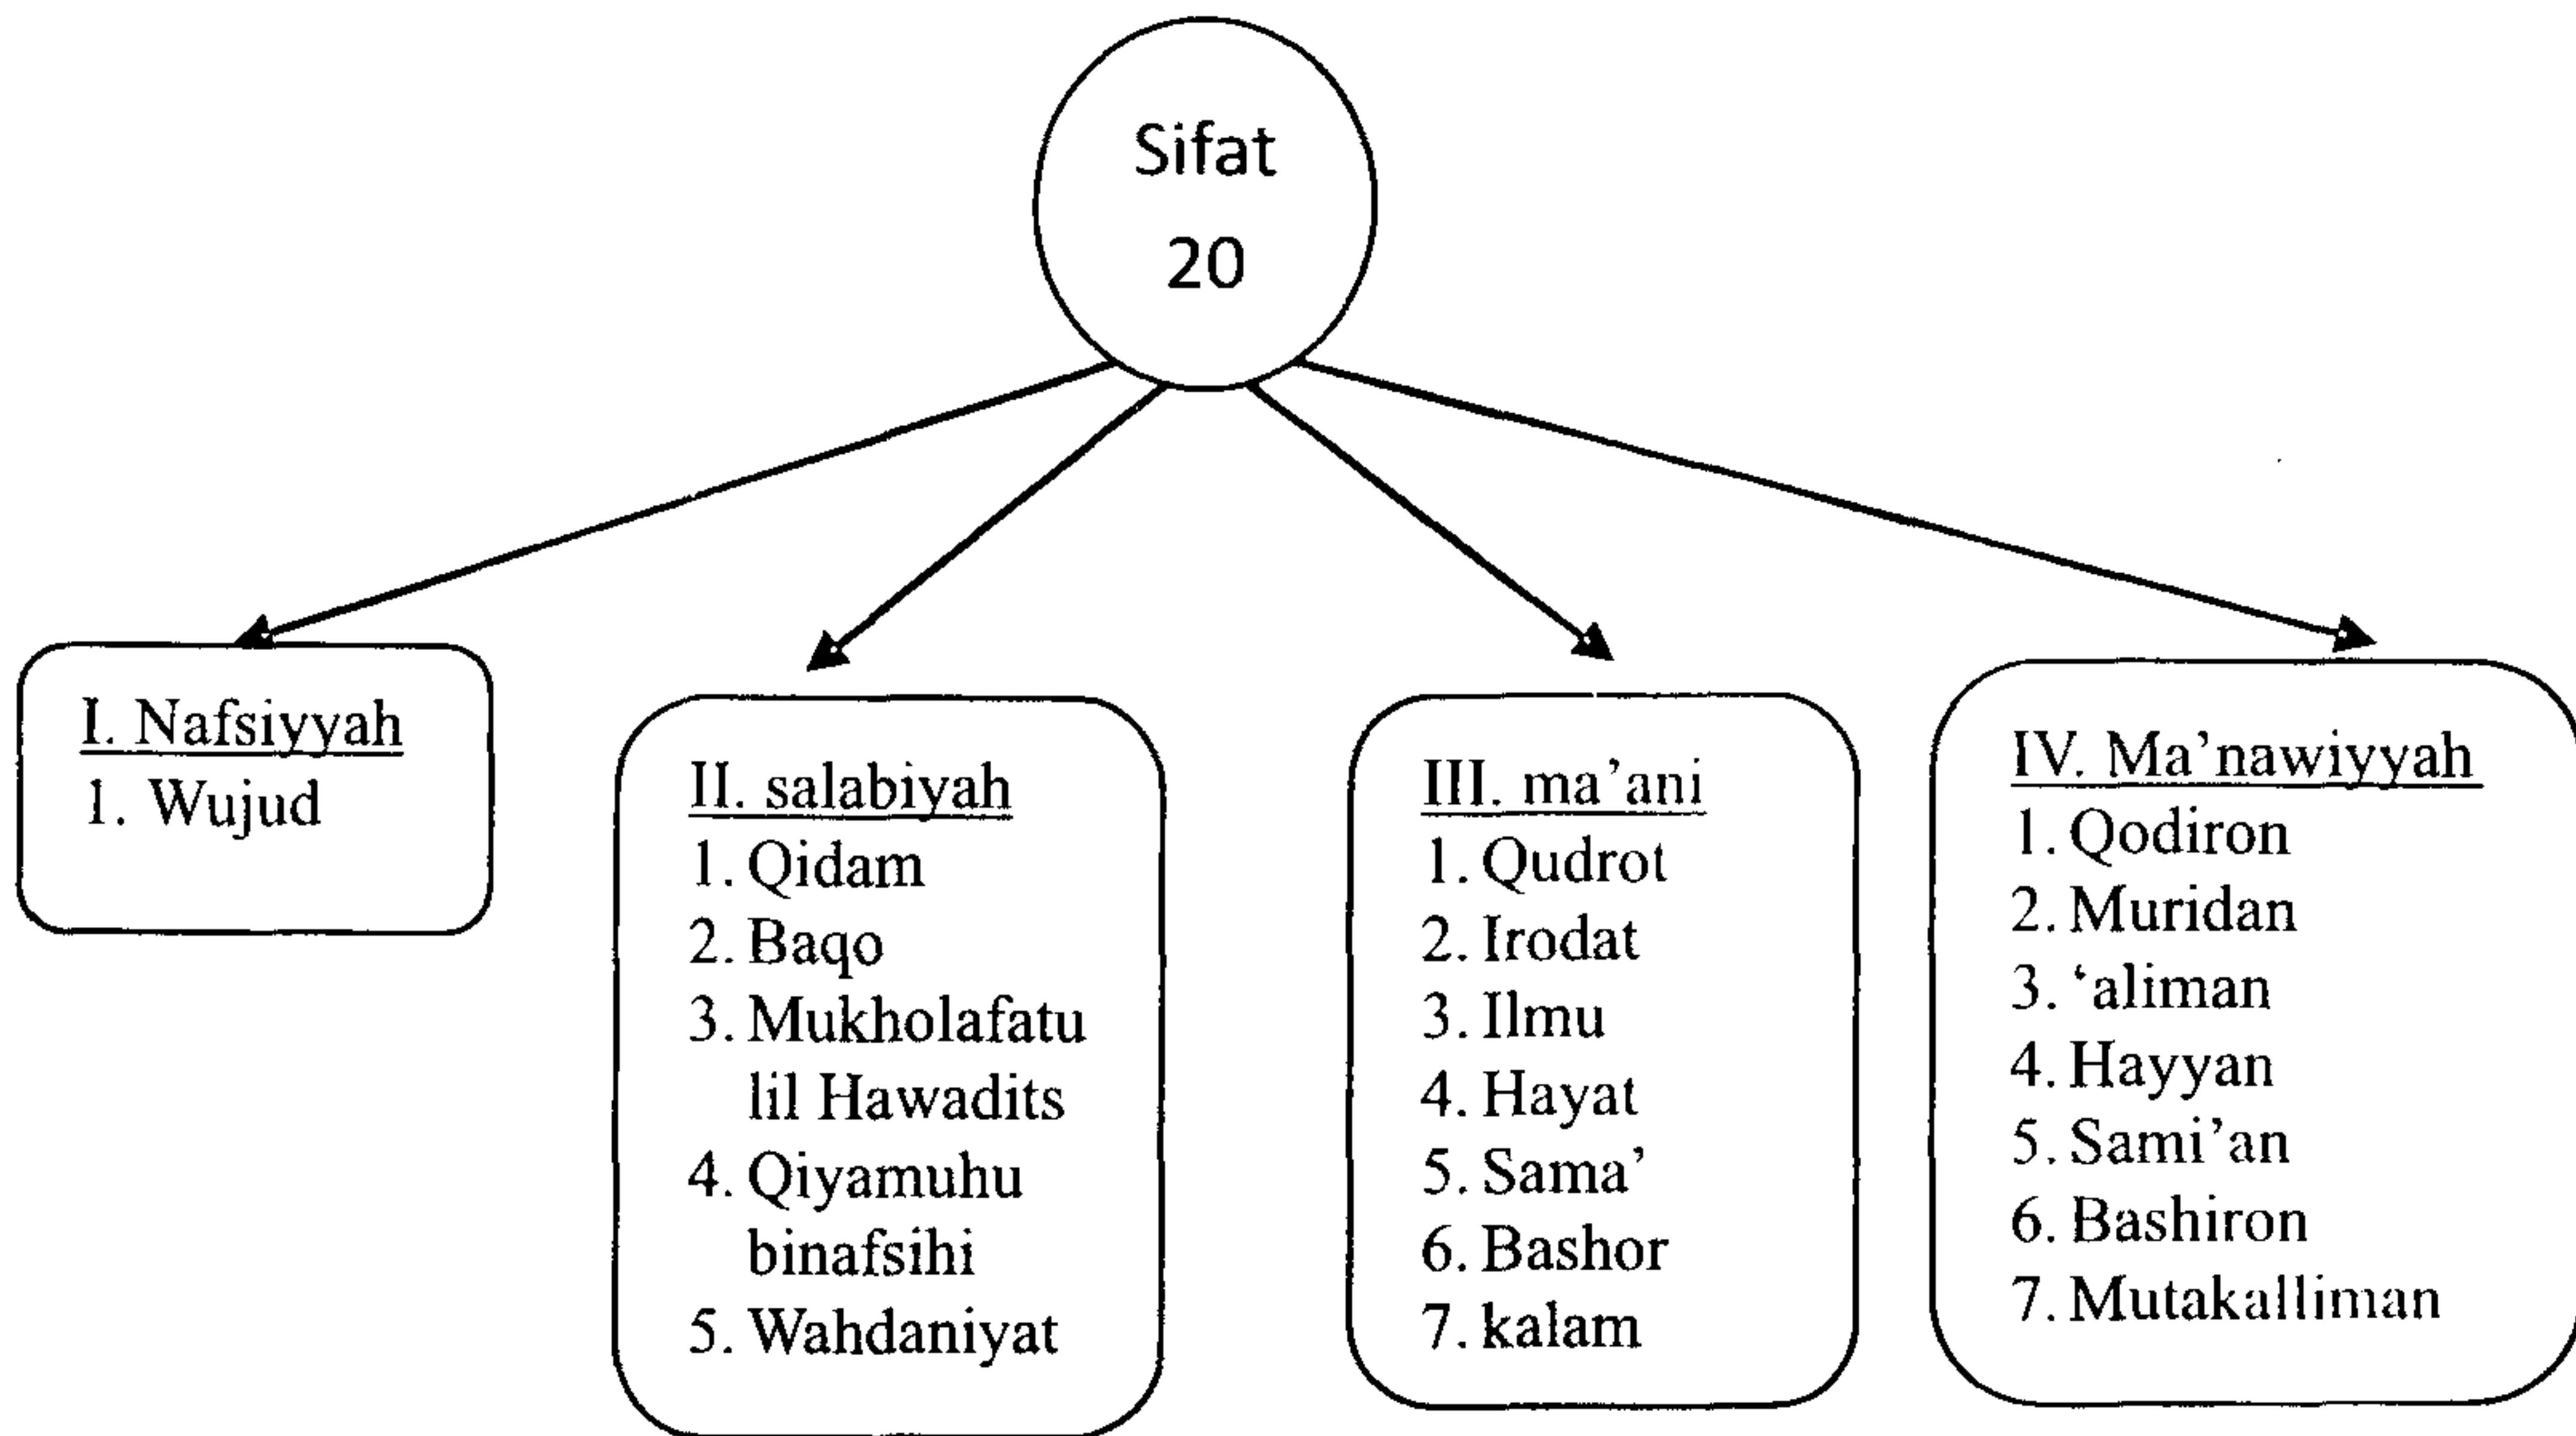 Sifat
20
I. Nafsiyyah
1. Wujud
II. salabiyah
1. Qidam
2. Baqo
3. Mukholafatu
lil Hawadits
4. Qiyamuhu
binafsihi
5. Wahdaniyat
III. ma’ani
1. Qudrot
2. Irodat
3. Ilmu
4. Hayat
5. Sama’
6. Bashor
7. kalam
IV. Ma’nawiyyah
1. Qodiron
2. Muridan
3. ‘aliman
4. Hayyan
5. Sami’an
6. Bashiron
7. Mutakalliman